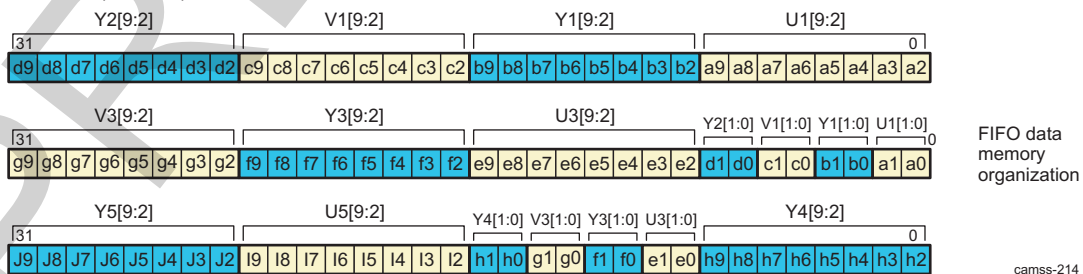 Y2[9:2] V1[9:2] Y1[9:2] U1[9:2]
31 0
d9 d8 d7 d6 d5 d4 d3 d2 c9 c8 c7 c6 c5 c4 c3 c2 b9 b8 b7 b6 b5 b4 b3 b2 a9 a8 a7 a6 a5 a4 a3 a2
V3[9:2] Y3[9:2] U3[9:2] Y2[1:0] V1[1:0] Y1[1:0] U1[1:0]
31 0
g9 g8 g7 g6 g5 g4 g3 g2 f9 f8 f7 f6 f5 f4 f3 f2 e9 e8 e7 e6 e5 e4 e3 e2 d1 d0 c1 c0 b1 b0 a1 a0
FIFO data
memory
organization
Y5[9:2] U5[9:2] Y4[1:0] V3[1:0] Y3[1:0] U3[1:0] Y4[9:2]
31 0
J9 J8 J7 J6 J5 J4 J3 J2 I9 I8 I7 I6 I5 I4 I3 I2 h1 h0 g1 g0 f1 f0 e1 e0 h9 h8 h7 h6 h5 h4 h3 h2
camss-214